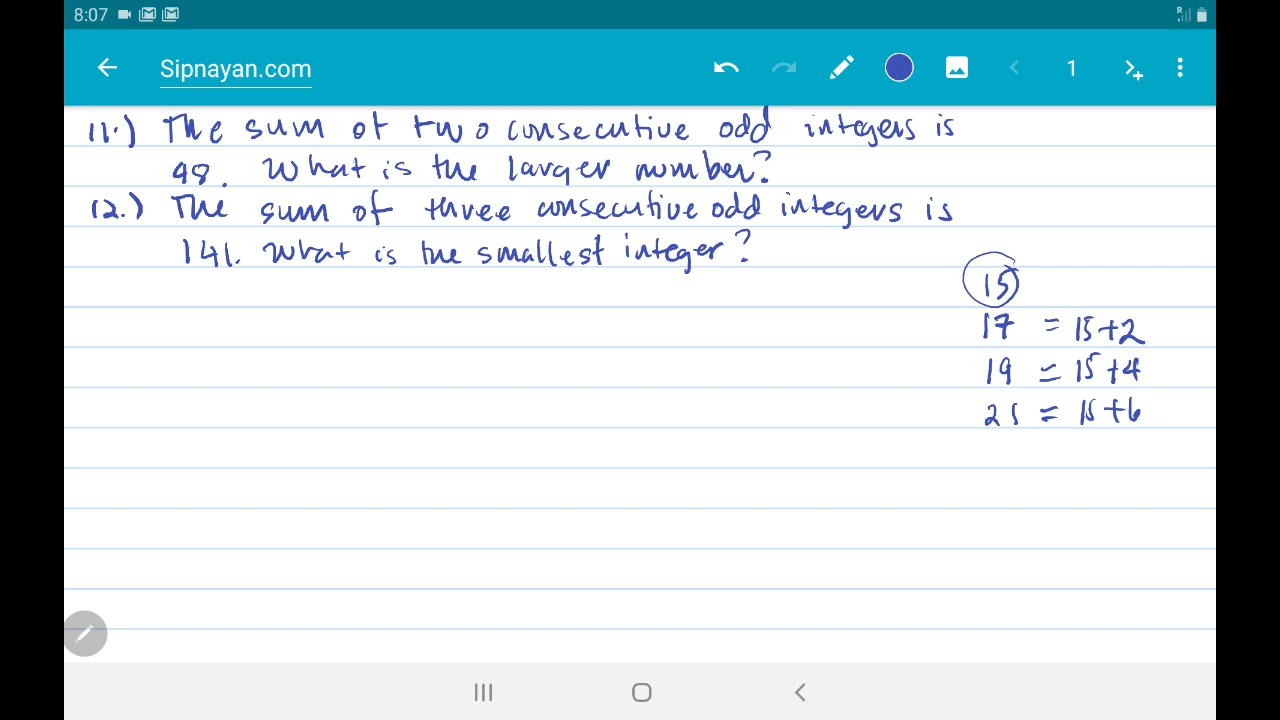 8:07
R
Sipnayan.com
1
11.) The sum of two consecutive odd integers is
98. What is the larger number?
12.) The sum of three consecutive odd integers is
141. What is the smallest integer?
15
17 = 15+2
19 = 15+4
21 = 15+6